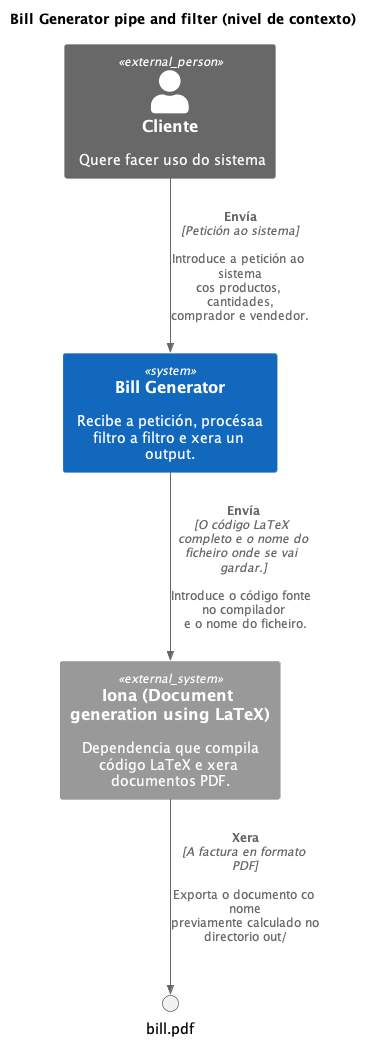 Bill Generator pipe and filter (nivel de contexto)
«external_person»
Cliente
Quere facer uso do sistema
Envía
[Petición ao sistema]
Introduce a petición ao
sistema
cos productos,
cantidades,
comprador e vendedor.
«system»
Bill Generator
Recibe a petición, procésaa
filtro a filtro e xera un
output.
Envía
[O código LaTeX
completo e o nome do
ficheiro onde se vai
gardar.]
Introduce o código fonte
no compilador
e o nome do ficheiro.
«external_system»
Iona (Document
generation using LaTeX)
Dependencia que compila
código LaTeX e xera
documentos PDF.
Xera
[A factura en formato
PDF]
Exporta o documento co
nome
previamente calculado no
directorio out/
bill.pdf